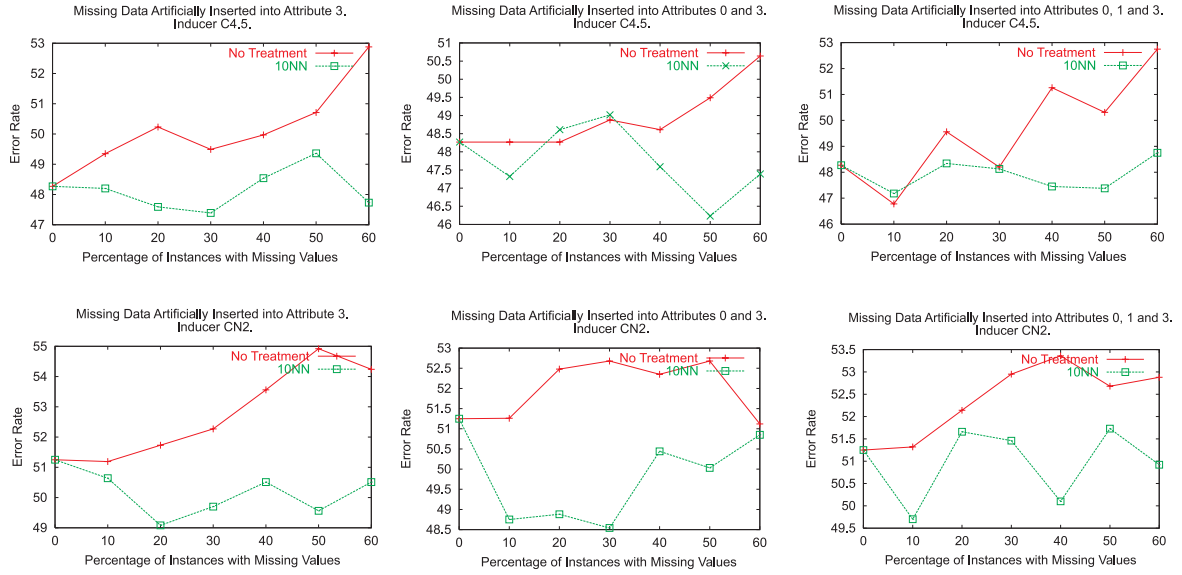 Missing Data Artificially Inserted into Attribute 3.
Inducer C4.5.
No Treatment
10NN
Error Rate
53
52
51
50
49
48
47
0 10 20 30 40 50 60
Percentage of Instances with Missing Values
Missing Data Artificially Inserted into Attributes 0 and 3.
Inducer C4.5.
No Treatment
10NN
Error Rate
51
50.5
50
49.5
49
48.5
48
47.5
47
46.5
46
0 10 20 30 40 50 60
Percentage of Instances with Missing Values
Missing Data Artificially Inserted into Attributes 0, 1 and 3.
Inducer C4.5.
No Treatment
10NN
Error Rate
53
52
51
50
49
48
47
46
0 10 20 30 40 50 60
Percentage of Instances with Missing Values
Missing Data Artificially Inserted into Attribute 3.
Inducer CN2.
No Treatment
10NN
Error Rate
55
54
53
52
51
50
49
0 10 20 30 40 50 60
Percentage of Instances with Missing Values
Missing Data Artificially Inserted into Attributes 0 and 3.
Inducer CN2.
No Treatment
10NN
Error Rate
53
52.5
52
51.5
51
50.5
50
49.5
49
48.5
0 10 20 30 40 50 60
Percentage of Instances with Missing Values
Missing Data Artificially Inserted into Attributes 0, 1 and 3.
Inducer CN2.
No Treatment
10NN
Error Rate
53.5
53
52.5
52
51.5
51
50.5
50
49.5
0 10 20 30 40 50 60
Percentage of Instances with Missing Values